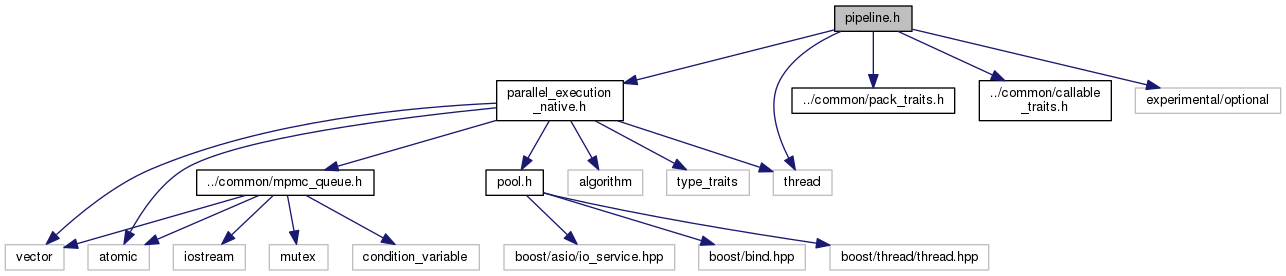 pipeline.h
parallel_execution
_native.h
../common/pack_traits.h
../common/callable
_traits.h
experimental/optional
../common/mpmc_queue.h
pool.h
algorithm
type_traits
thread
vector
atomic
iostream
mutex
condition_variable
boost/asio/io_service.hpp
boost/bind.hpp
boost/thread/thread.hpp